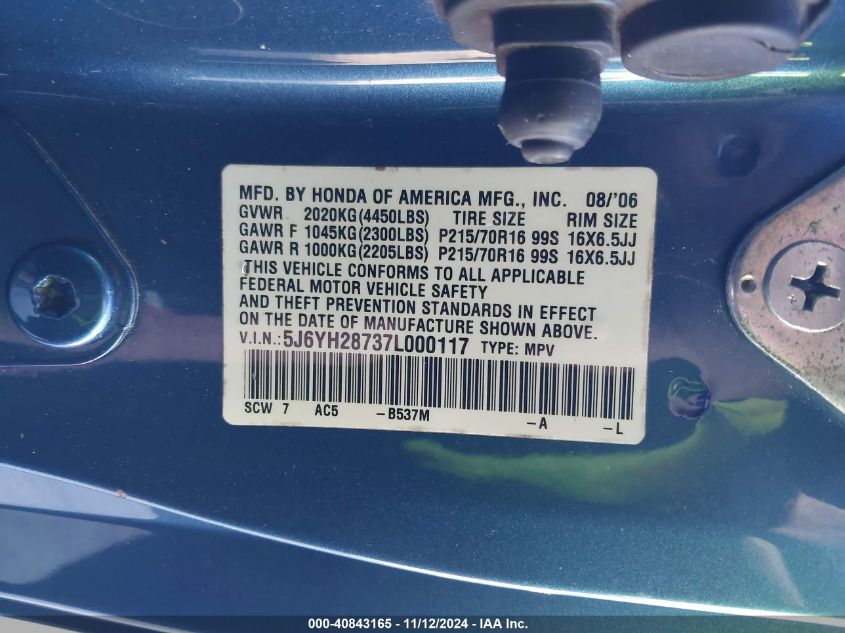 MFD. BY HONDA OF AMERICA MFG., INC. 08/'06
GVWR 2020KG(4450LBS) TIRE SIZE RIM SIZE
GAWR F 1045KG(2300LBS) P215/70R16 99S 16X6.5JJ
GAWR R 1000KG(2205LBS) P215/70R16 99S 16X6.5JJ
THIS VEHICLE CONFORMS TO ALL APPLICABLE
FEDERAL MOTOR VEHICLE SAFETY
AND THEFT PREVENTION STANDARDS IN EFFECT
ON THE DATE OF MANUFACTURE SHOWN ABOVE.
V.I.N.:5J6YH28737L000117 TYPE: MPV
SCW 7 AC5 -B537M -A -L
000-40843165 - 11/12/2024 - IAA Inc.